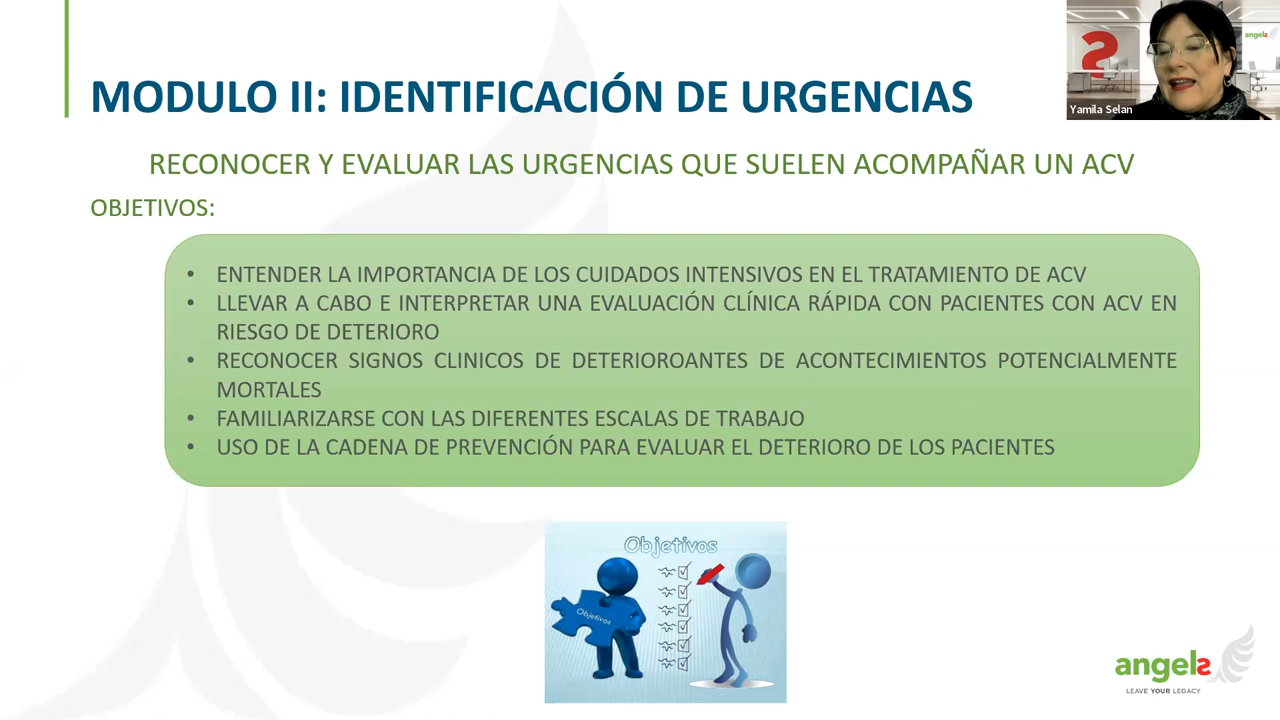 MODULO II: IDENTIFICACIÓN DE URGENCIAS
angels
Yamila Selan
RECONOCER Y EVALUAR LAS URGENCIAS QUE SUELEN ACOMPAÑAR UN ACV
OBJETIVOS:
• ENTENDER LA IMPORTANCIA DE LOS CUIDADOS INTENSIVOS EN EL TRATAMIENTO DE ACV
• LLEVAR A CABO E INTERPRETAR UNA EVALUACIÓN CLÍNICA RÁPIDA CON PACIENTES CON ACV EN
RIESGO DE DETERIORO
• RECONOCER SIGNOS CLINICOS DE DETERIOROANTES DE ACONTECIMIENTOS POTENCIALMENTE
MORTALES
• FAMILIARIZARSE CON LAS DIFERENTES ESCALAS DE TRABAJO
• USO DE LA CADENA DE PREVENCIÓN PARA EVALUAR EL DETERIORO DE LOS PACIENTES
Objetivos
Objetivos
angels
LEAVE YOUR LEGACY